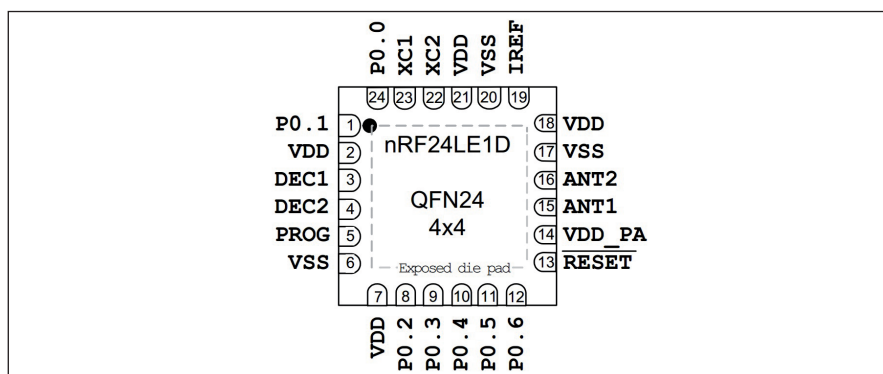 P0.0
XC1
XC2
VDD
VSS
IREF
24 23 22 21 20 19
P0.1 1
VDD 2
DEC1 3
DEC2 4
PROG 5
VSS 6
nRF24LE1D
QFN24
4x4
Exposed die pad
18 VDD
17 VSS
16 ANT2
15 ANT1
14 VDD_PA
13 RESET
7 8 9 10 11 12
VDD
P0.2
P0.3
P0.4
P0.5
P0.6